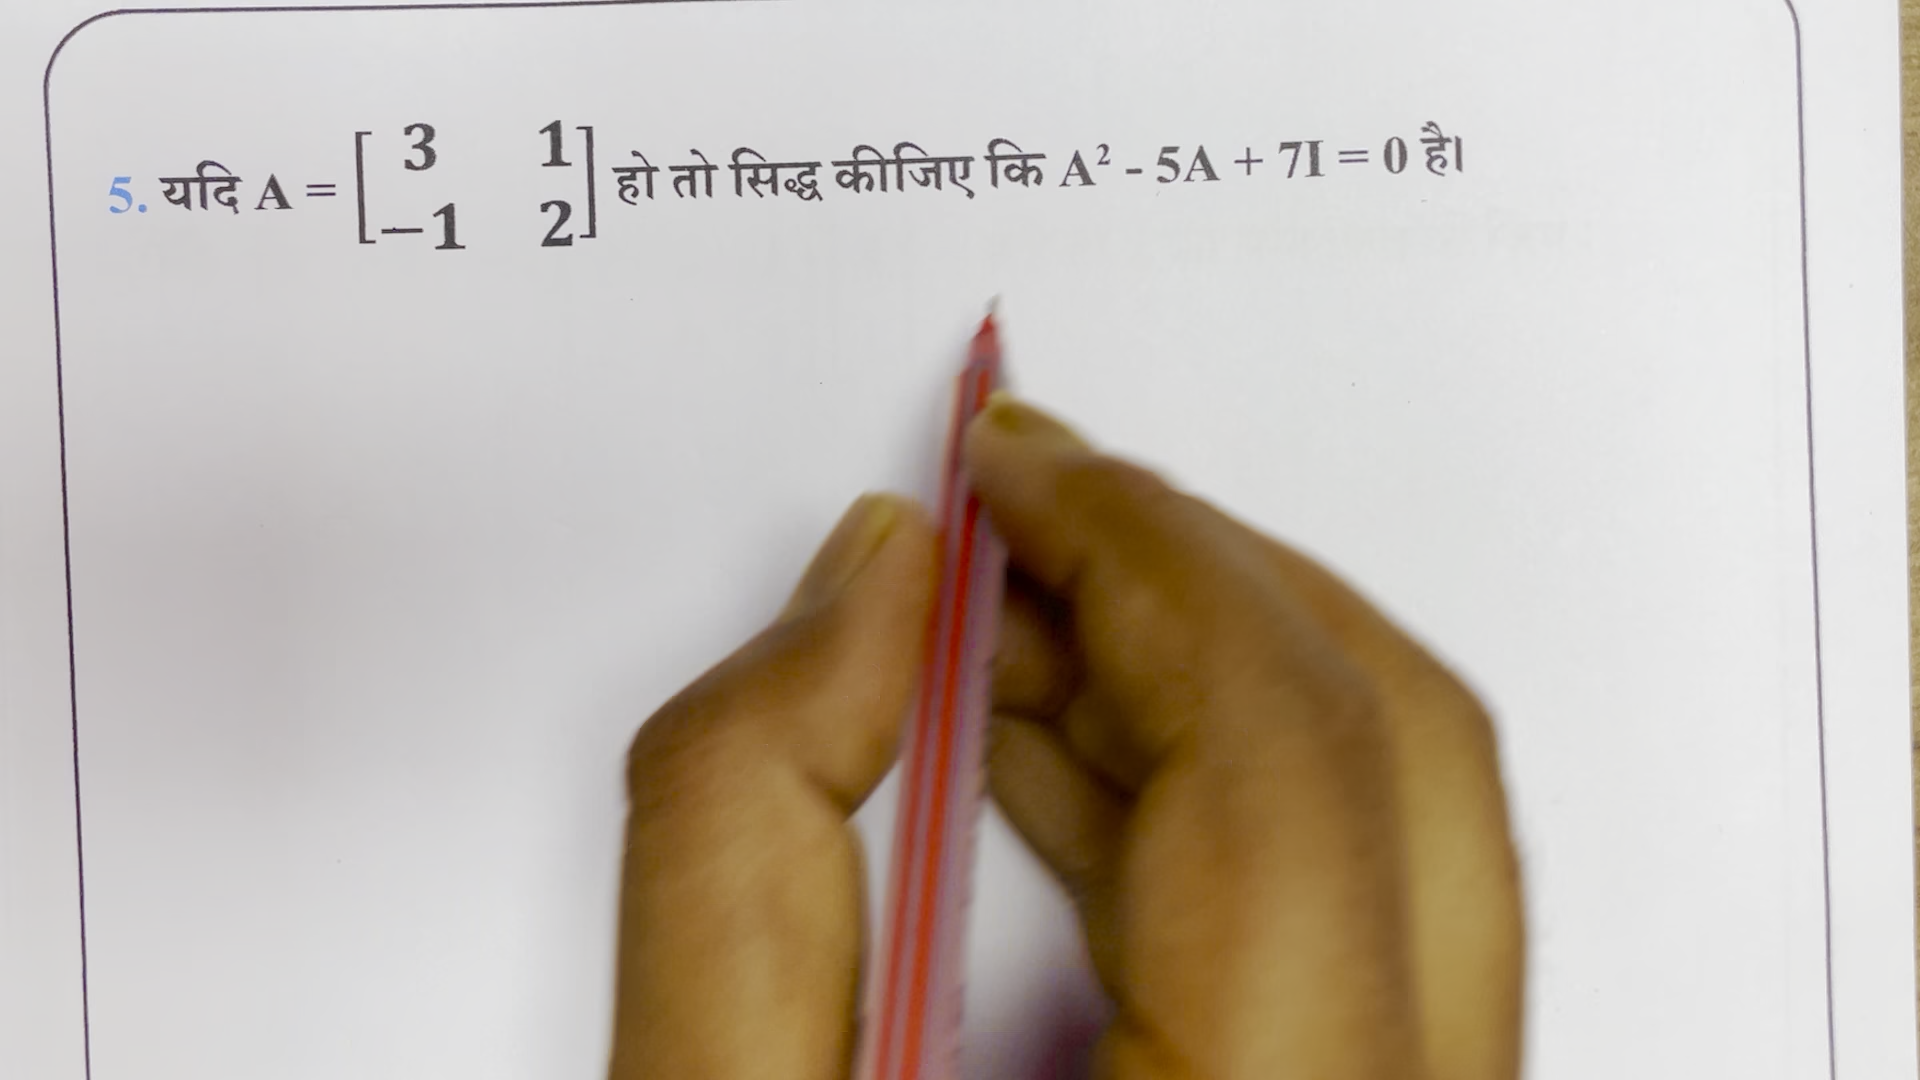 5. यदि A = [3 1 −1 2] हो तो सिद्ध कीजिए कि A² - 5A + 7I = 0 है।